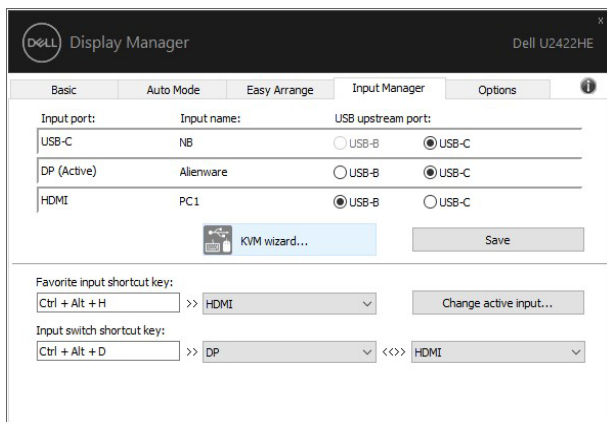 x
DELL Display Manager Dell U2422HE
Basic Auto Mode Easy Arrange Input Manager Options i
Input port: Input name: USB upstream port:
USB-C NB USB-B USB-C
DP (Active) Alienware USB-B USB-C
HDMI PC1 USB-B USB-C
KVM wizard... Save
Favorite input shortcut key:
Ctrl + Alt + H >> HDMI Change active input...
Input switch shortcut key:
Ctrl + Alt + D >> DP <<>> HDMI